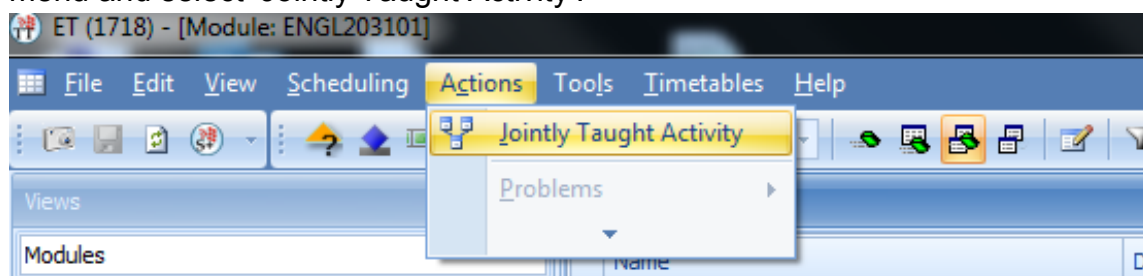 menu and select 'Jointly Taught Activity'.
ET (1718) - [Module: ENGL203101]
File Edit View Scheduling Actions Tools Timetables Help
Jointly Taught Activity
Problems
Views
Modules
Name